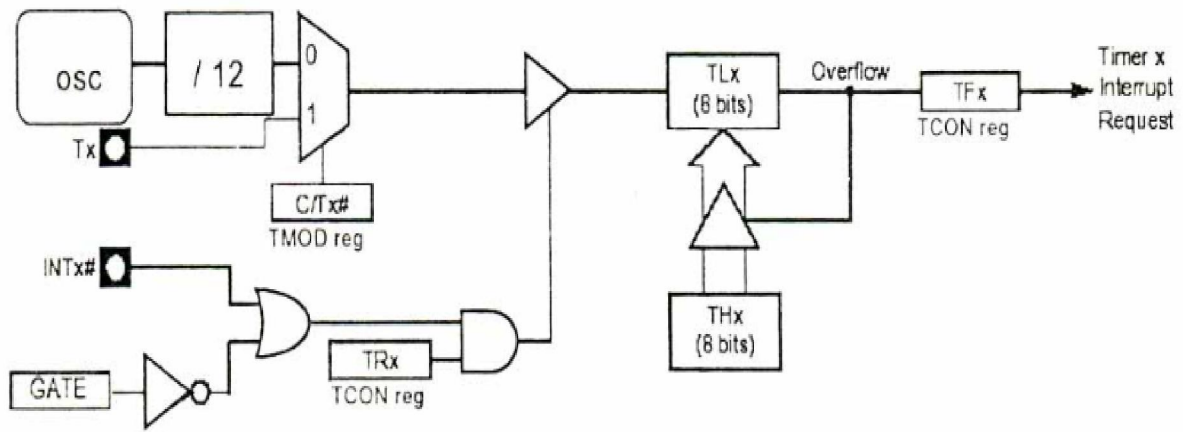 OSC
/ 12
0
1
Tx
C/Tx#
TMOD reg
INTx#
GATE
TRx
TCON reg
TLx
(8 bits)
Overflow
TFx
TCON reg
Timer x
Interrupt
Request
THx
(8 bits)